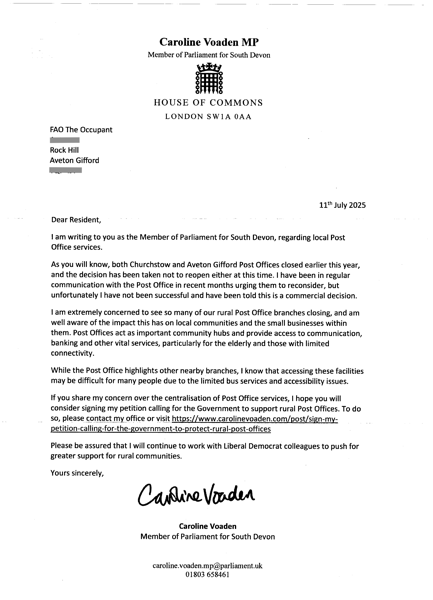 Caroline Voaden MP
Member of Parliament for South Devon
HOUSE OF COMMONS
LONDON SW1A 0AA
FAO The Occupant
Rock Hill
Aveton Gifford
11th July 2025
Dear Resident,
I am writing to you as the Member of Parliament for South Devon, regarding local Post
Office services.
As you will know, both Churchstow and Aveton Gifford Post Offices closed earlier this year,
and the decision has been taken not to reopen either at this time. I have been in regular
communication with the Post Office in recent months urging them to reconsider, but
unfortunately I have not been successful and have been told this is a commercial decision.
I am extremely concerned to see so many of our rural Post Office branches closing, and am
well aware of the impact this has on local communities and the small businesses within
them. Post Offices act as important community hubs and provide access to communication,
banking and other vital services, particularly for the elderly and those with limited
connectivity.
While the Post Office highlights other nearby branches, I know that accessing these facilities
may be difficult for many people due to the limited bus services and accessibility issues.
If you share my concern over the centralisation of Post Office services, I hope you will
consider signing my petition calling for the Government to support rural Post Offices. To do
so, please contact my office or visit https://www.carolinevoaden.com/post/sign-my-
petition-calling-for-the-government-to-protect-rural-post-offices
Please be assured that I will continue to work with Liberal Democrat colleagues to push for
greater support for rural communities.
Yours sincerely,
Caroline Voaden
Caroline Voaden
Member of Parliament for South Devon
caroline.voaden.mp@parliament.uk
01803 658461